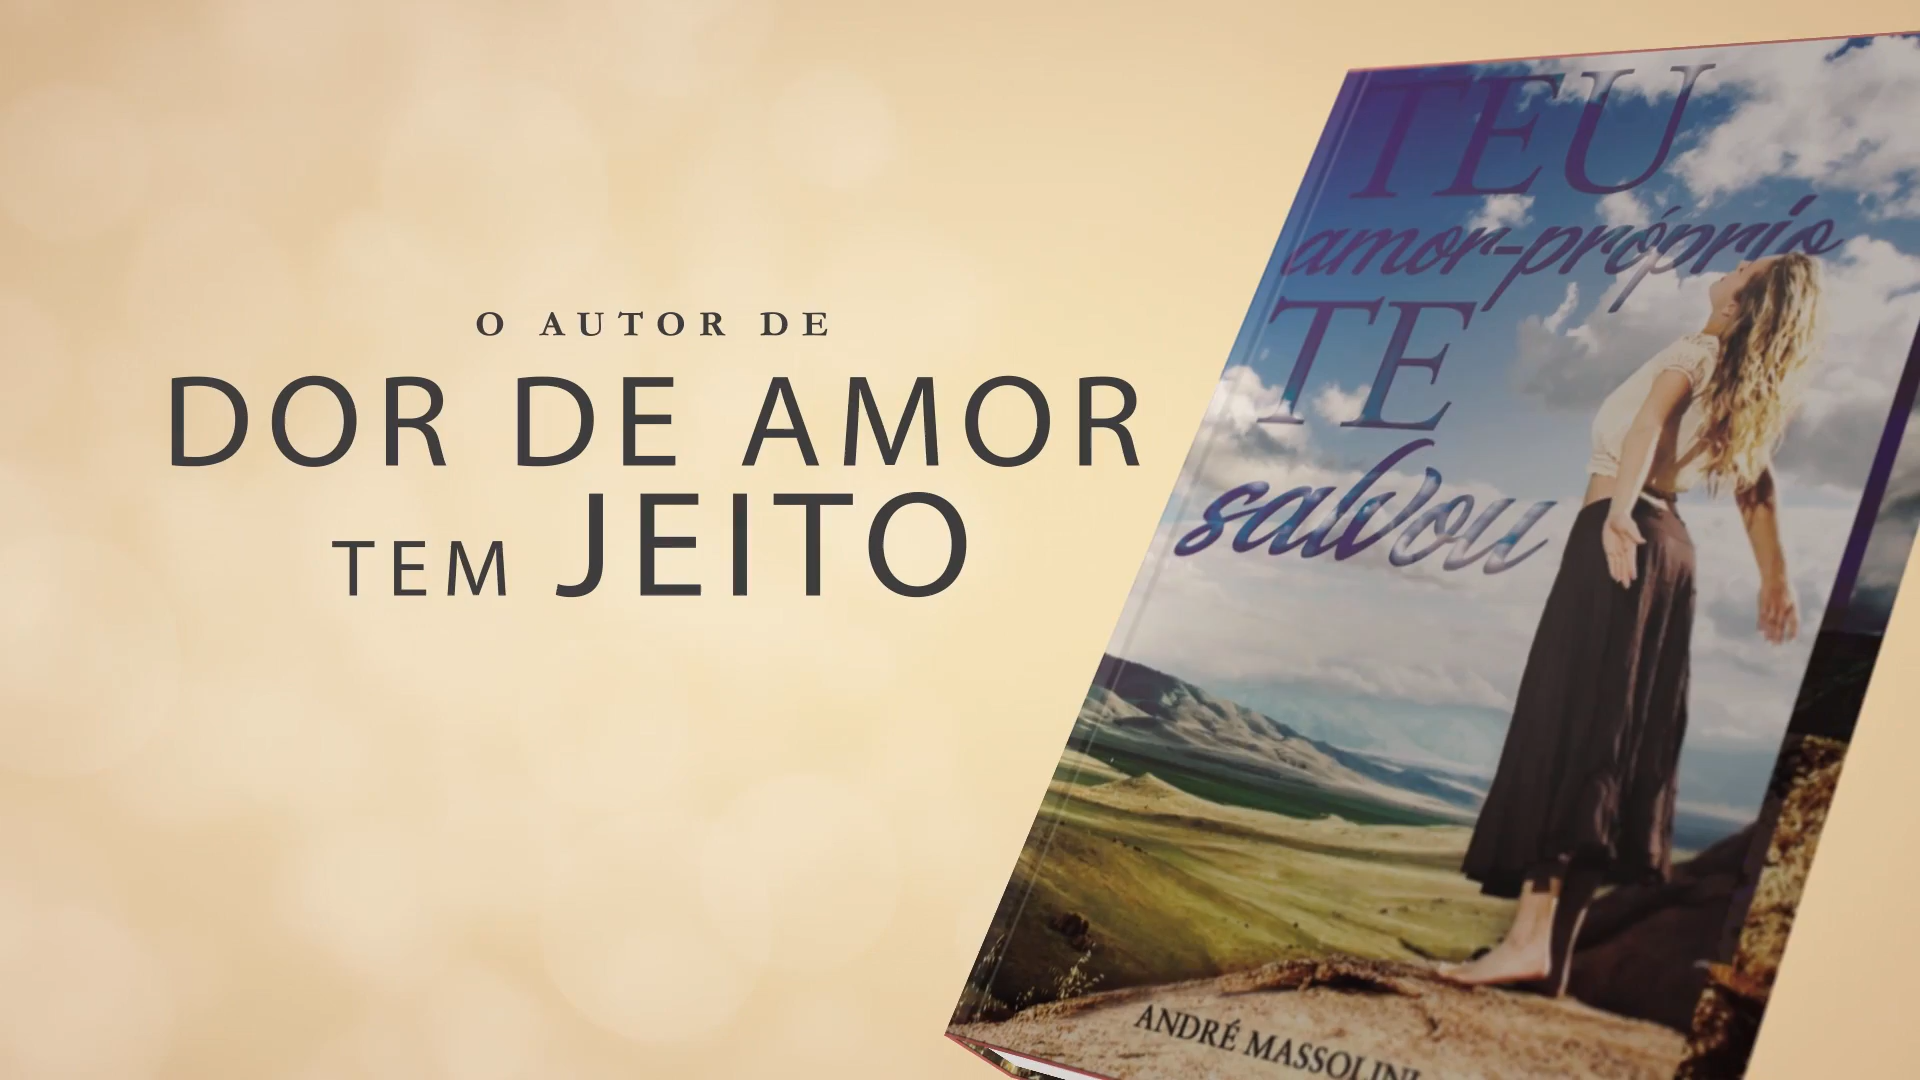 O AUTOR DE
DOR DE AMOR
TEM JEITO
TEU
amor-próprio
TE
salvou
ANDRÉ MASSOLINI